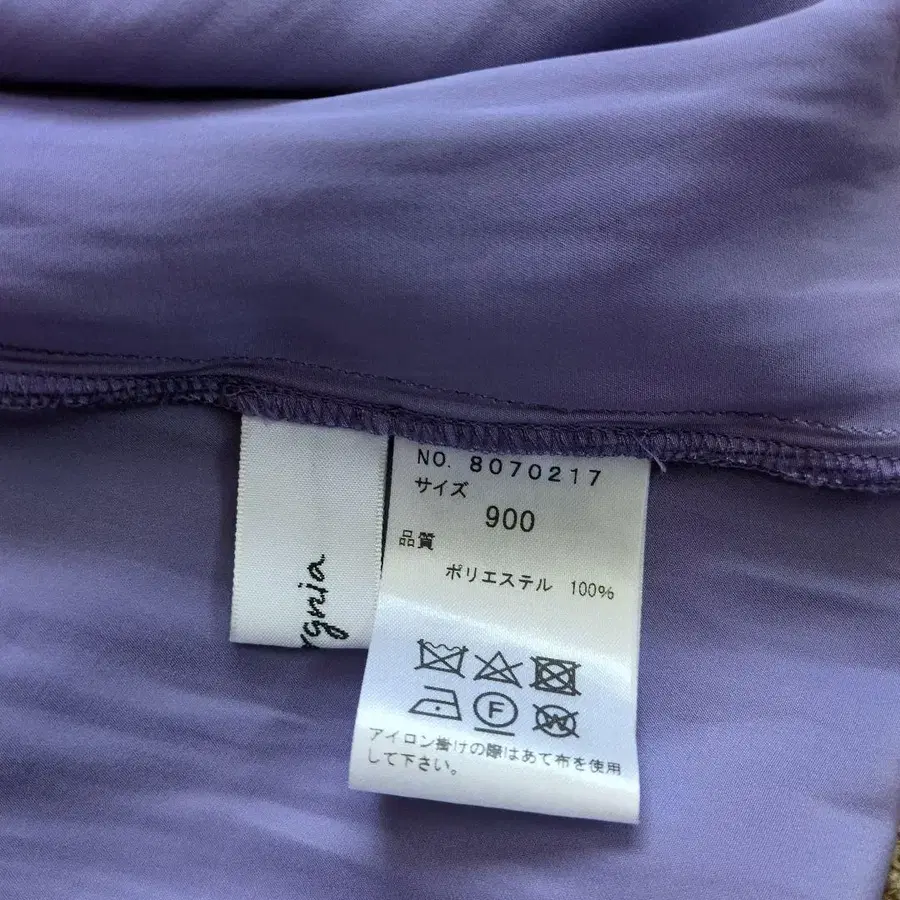 NO. 8070217
サイズ
900
品質
ポリエステル 100%
F
W
アイロン掛けの際はあて布を使用
して下さい。